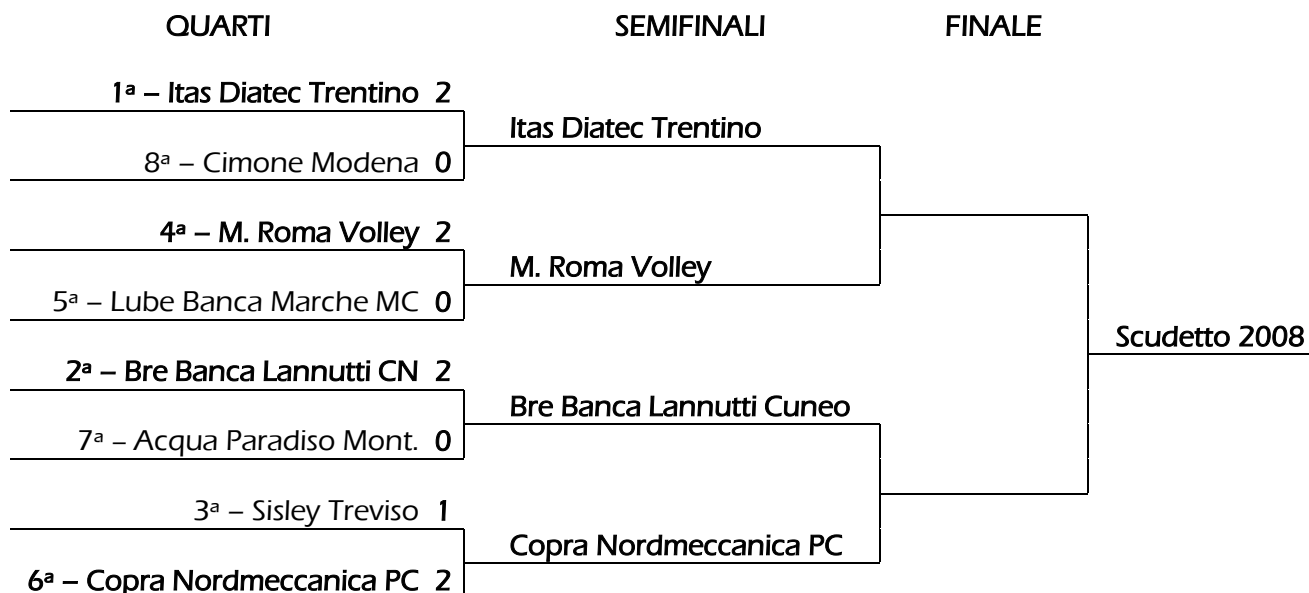 QUARTI SEMIFINALI FINALE
1ª – Itas Diatec Trentino 2
Itas Diatec Trentino
8ª – Cimone Modena 0
4ª – M. Roma Volley 2
M. Roma Volley
5ª – Lube Banca Marche MC 0
Scudetto 2008
2ª – Bre Banca Lannutti CN 2
Bre Banca Lannutti Cuneo
7ª – Acqua Paradiso Mont. 0
3ª – Sisley Treviso 1
Copra Nordmeccanica PC
6ª – Copra Nordmeccanica PC 2